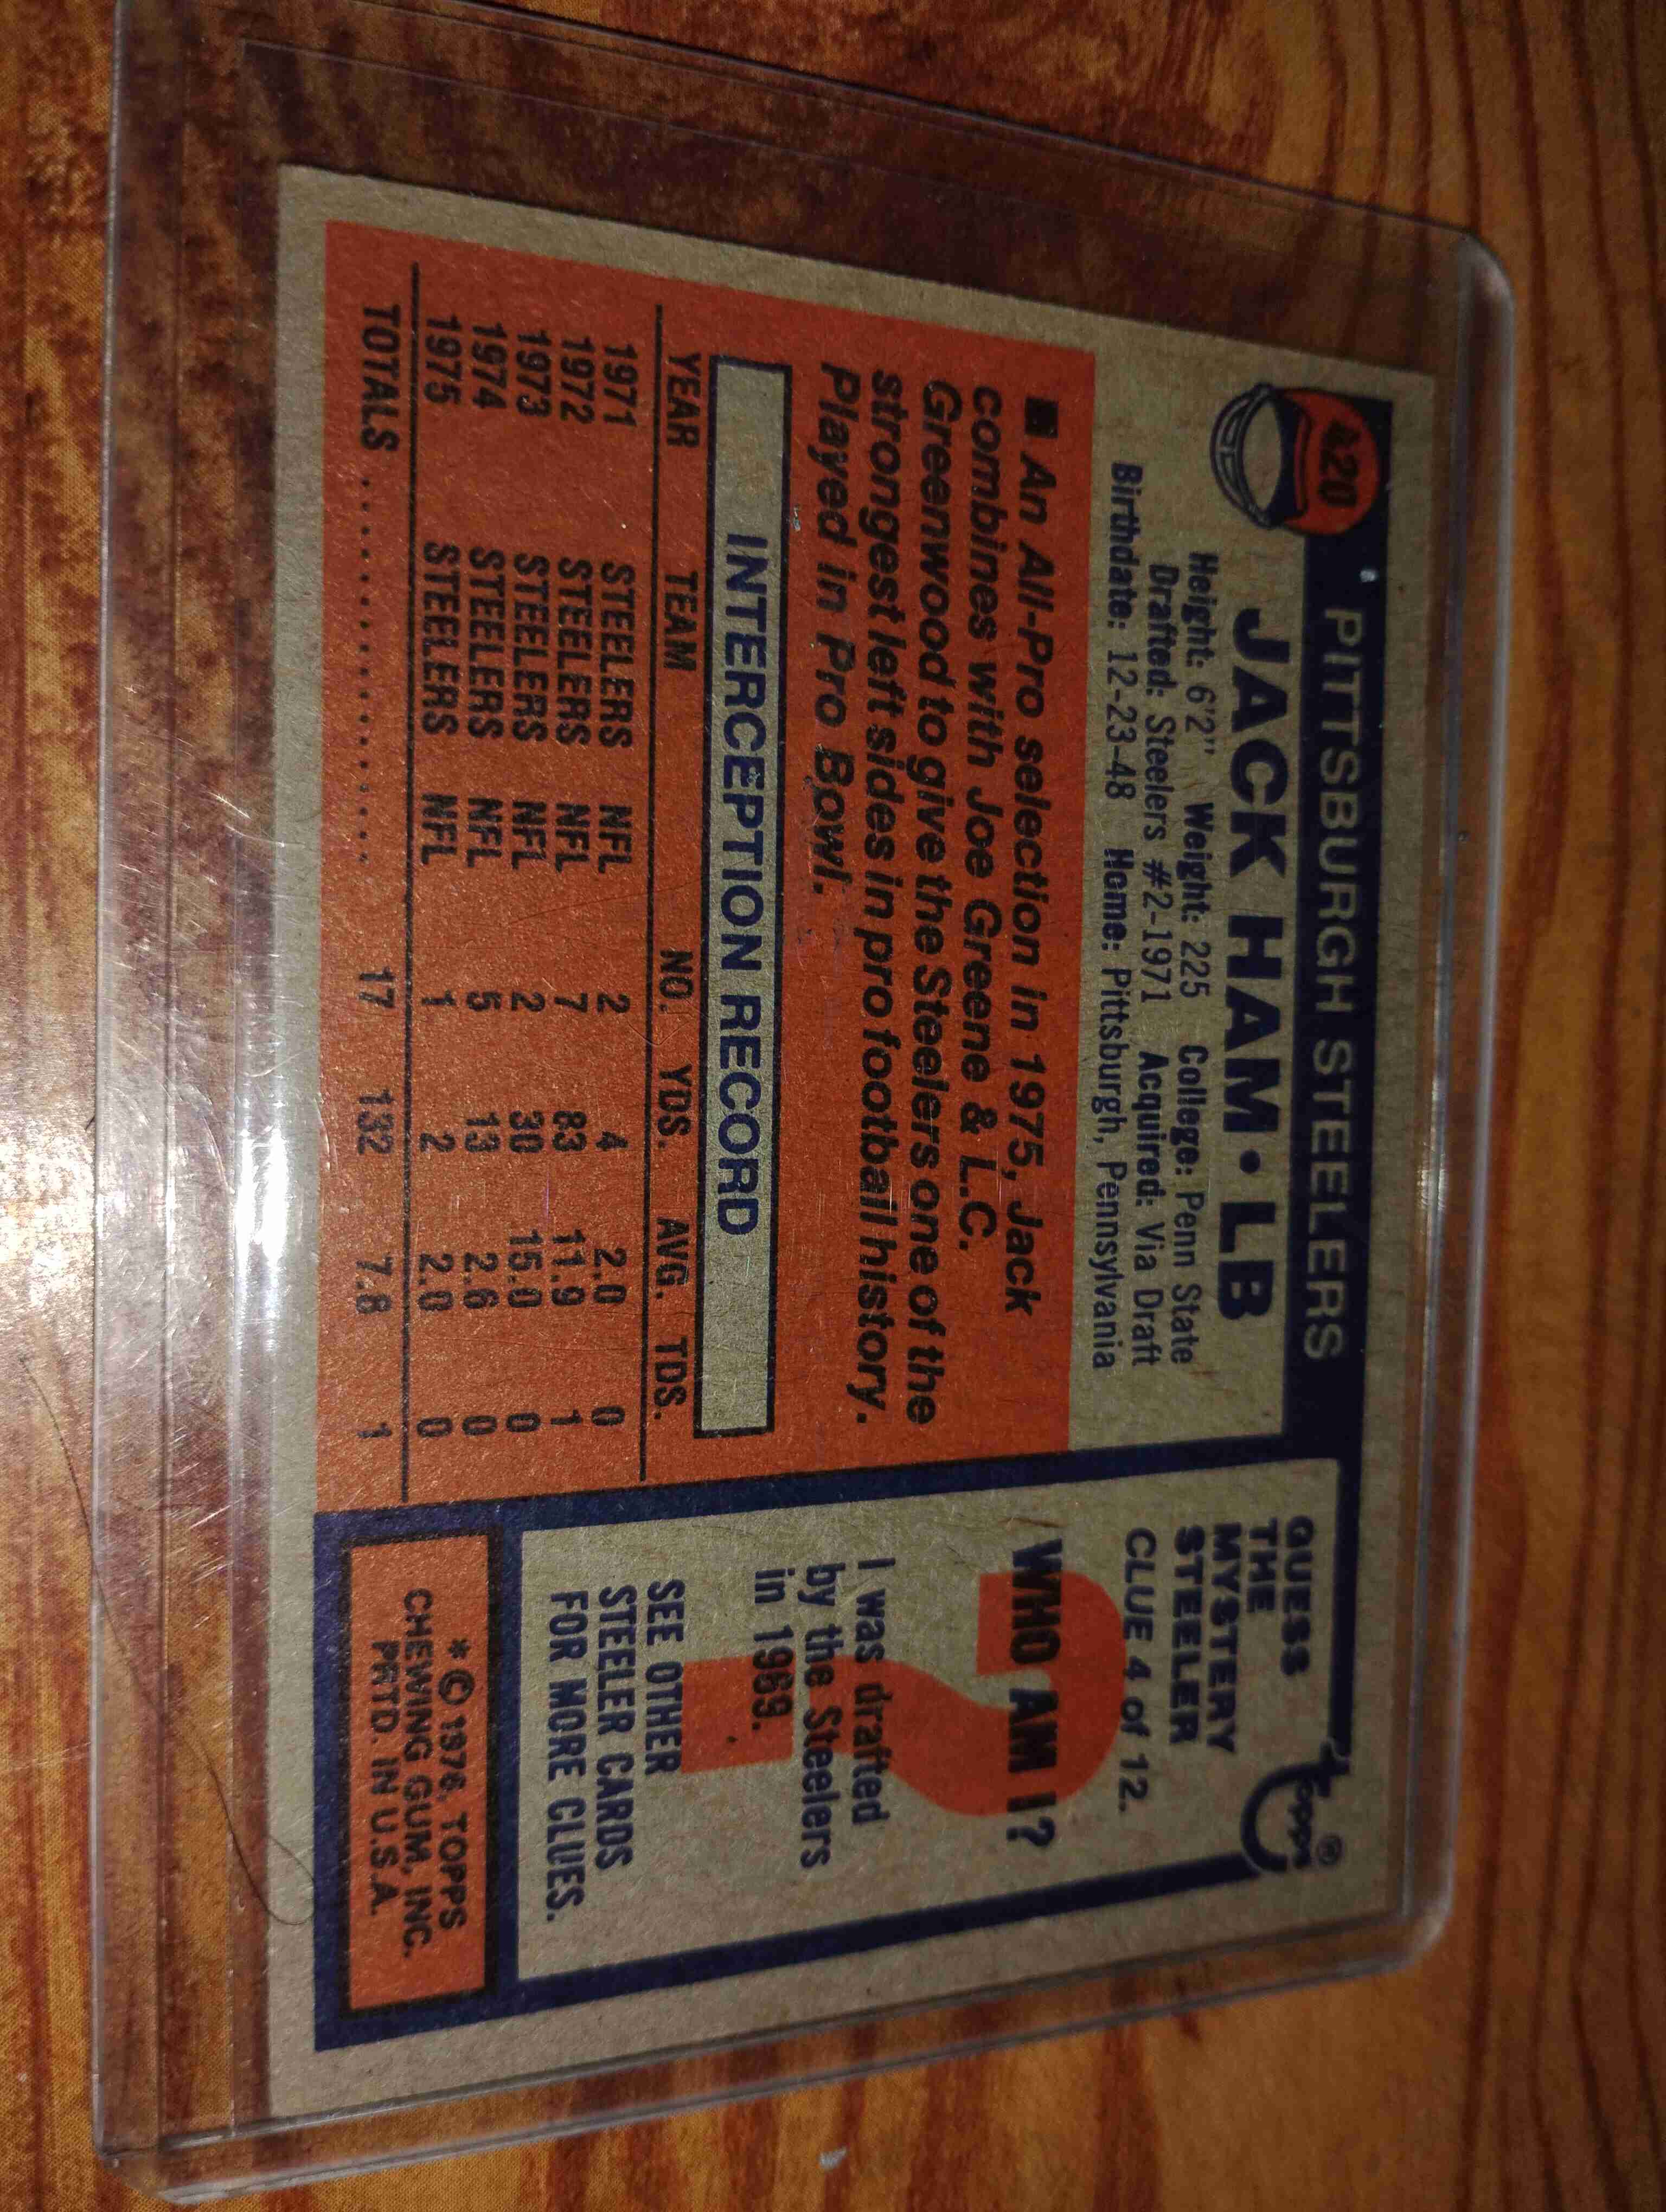 420 PITTSBURGH STEELERS
JACK HAM • LB
Height: 6'2" Weight: 225 College: Penn State
Drafted: Steelers #2-1971 Acquired: Via Draft
Birthdate: 12-23-48 Home: Pittsburgh, Pennsylvania
■ An All-Pro selection in 1975, Jack
combines with Joe Greene & L.C.
Greenwood to give the Steelers one of the
strongest left sides in pro football history.
Played in Pro Bowl.
INTERCEPTION RECORD
YEAR TEAM NO. YDS. AVG. TDS.
1971 STEELERS NFL 2 4 2.0 0
1972 STEELERS NFL 7 83 11.9 1
1973 STEELERS NFL 2 30 15.0 0
1974 STEELERS NFL 5 13 2.6 0
1975 STEELERS NFL 1 2 2.0 0
TOTALS . . . . . . . . . . . . . . . . . 17 132 7.8 1
Topps ®
GUESS
THE
MYSTERY
STEELER
CLUE 4 of 12.
WHO AM I?
?
I was drafted
by the Steelers
in 1969.
SEE OTHER
STEELER CARDS
FOR MORE CLUES.
* © 1976, TOPPS
CHEWING GUM, INC.
PRTD. IN U.S.A.